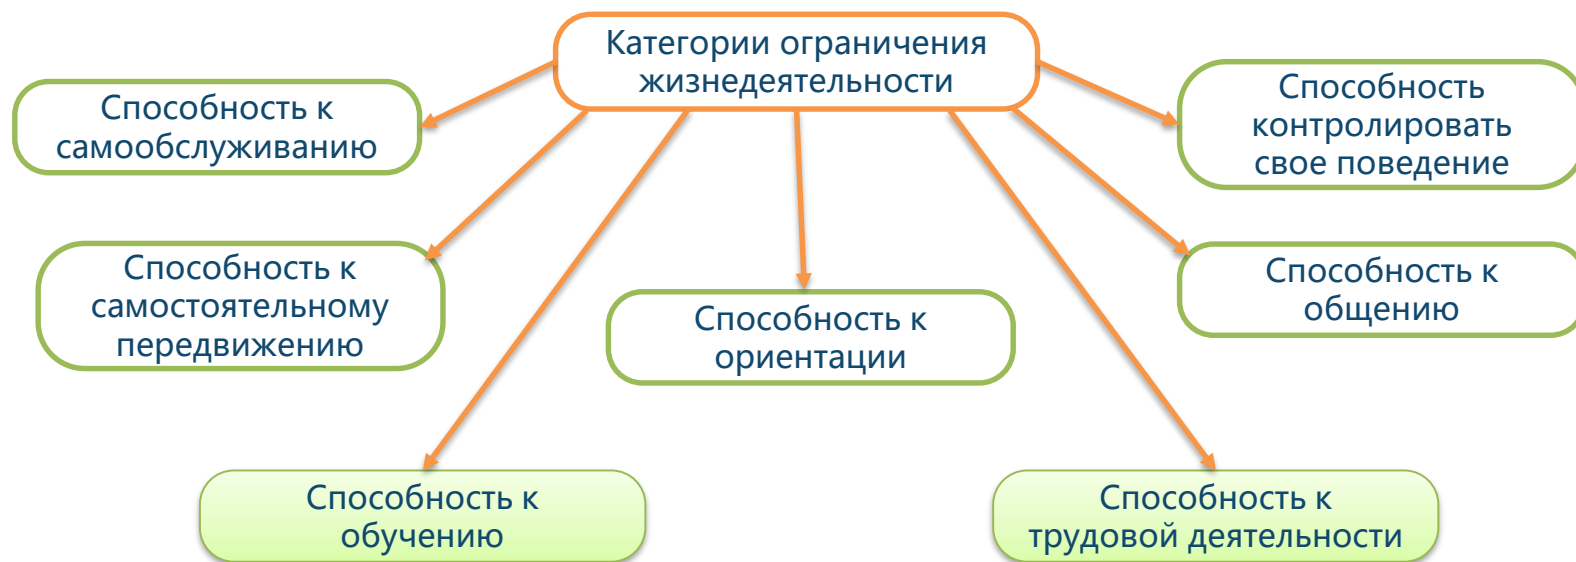 Категории ограничения
жизнедеятельности
Способность к
самообслуживанию
Способность
контролировать
свое поведение
Способность к
самостоятельному
передвижению
Способность к
ориентации
Способность к
общению
Способность к
обучению
Способность к
трудовой деятельности